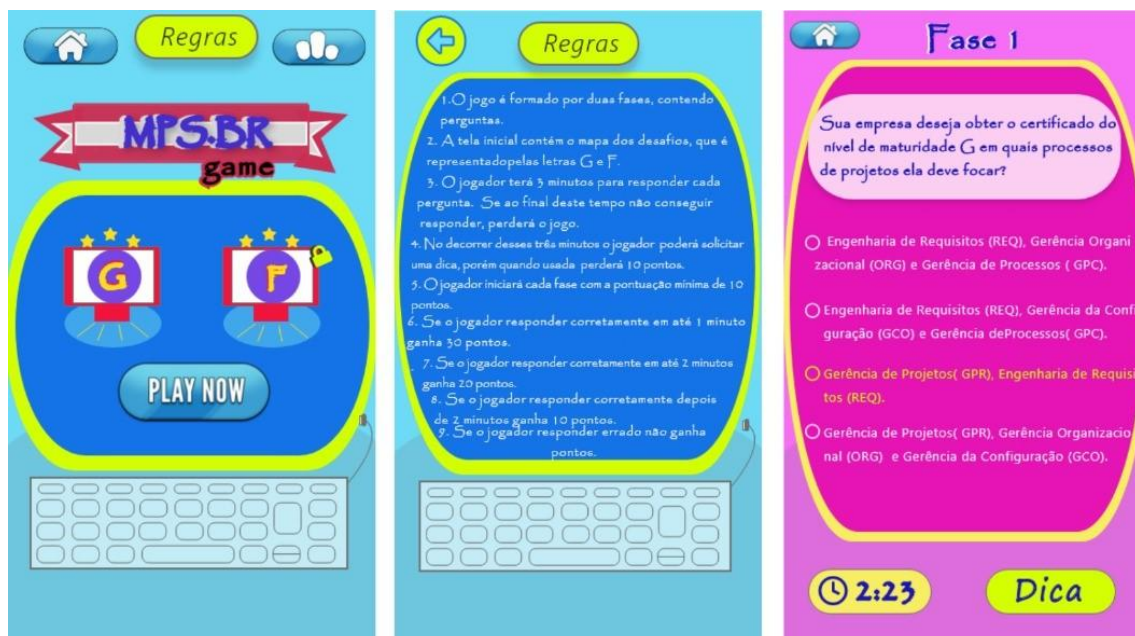 Regras
MPS.BR
game
G
F
PLAY NOW
Regras
1.O jogo é formado por duas fases, contendo
perguntas.
2. A tela inicial contém o mapa dos desafios, que é
representadopelas letras G e F.
3. O jogador terá 3 minutos para responder cada
pergunta. Se ao final deste tempo não conseguir
responder, perderá o jogo.
4. No decorrer desses três minutos o jogador poderá solicitar
uma dica, porém quando usada perderá 10 pontos.
5. O jogador iniciará cada fase com a pontuação mínima de 10
pontos.
6. Se o jogador responder corretamente em até 1 minuto
ganha 30 pontos.
7. Se o jogador responder corretamente em até 2 minutos
ganha 20 pontos.
8. Se o jogador responder corretamente depois
de 2 minutos ganha 10 pontos.
9. Se o jogador responder errado não ganha
pontos.
Fase 1
Sua empresa deseja obter o certificado do
nível de maturidade G em quais processos
de projetos ela deve focar?
Engenharia de Requisitos (REQ), Gerência Organi
zacional (ORG) e Gerência de Processos ( GPC).
Engenharia de Requisitos (REQ), Gerência da Confi
guração (GCO) e Gerência deProcessos( GPC).
Gerência de Projetos( GPR), Engenharia de Requisi
tos (REQ).
Gerência de Projetos( GPR), Gerência Organizacio
nal (ORG) e Gerência da Configuração (GCO).
2:23
Dica